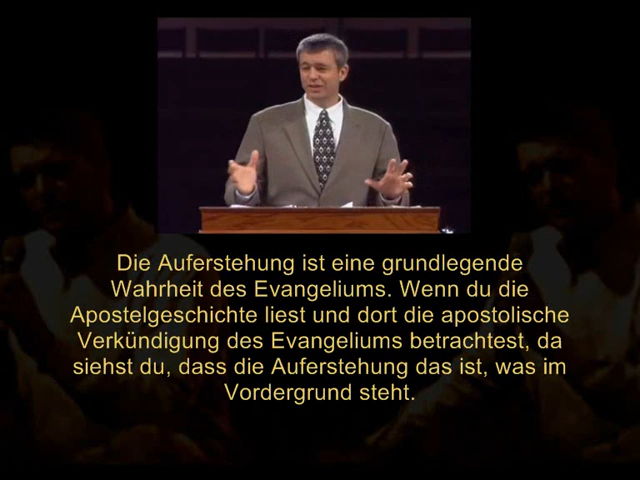 Die Auferstehung ist eine grundlegende
Wahrheit des Evangeliums. Wenn du die
Apostelgeschichte liest und dort die apostolische
Verkündigung des Evangeliums betrachtest, da
siehst du, dass die Auferstehung das ist, was im
Vordergrund steht.